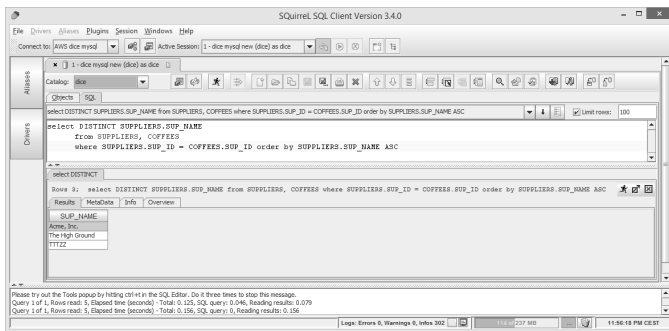 SQuirreL SQL Client Version 3.4.0
File Drivers Aliases Plugins Session Windows Help
Connect to: AWS dice mysql Active Session: 1 - dice mysql new (dice) as dice
1 - dice mysql new (dice) as dice
Catalog: dice
Objects SQL
select DISTINCT SUPPLIERS.SUP_NAME from SUPPLIERS, COFFEES where SUPPLIERS.SUP_ID = COFFEES.SUP_ID order by SUPPLIERS.SUP_NAME ASC Limit rows: 100
select DISTINCT SUPPLIERS.SUP_NAME
from SUPPLIERS, COFFEES
where SUPPLIERS.SUP_ID = COFFEES.SUP_ID order by SUPPLIERS.SUP_NAME ASC
Aliases
Drivers
select DISTINCT
Rows 3; select DISTINCT SUPPLIERS.SUP_NAME from SUPPLIERS, COFFEES where SUPPLIERS.SUP_ID = COFFEES.SUP_ID order by SUPPLIERS.SUP_NAME ASC
Results MetaData Info Overview
SUP_NAME
Acme, Inc.
The High Ground
TTTZZ
Please try out the Tools popup by hitting ctrl+t in the SQL Editor. Do it three times to stop this message.
Query 1 of 1, Rows read: 5, Elapsed time (seconds) - Total: 0.125, SQL query: 0.046, Reading results: 0.079
Query 1 of 1, Rows read: 5, Elapsed time (seconds) - Total: 0.156, SQL query: 0, Reading results: 0.156
Logs: Errors 0, Warnings 0, Infos 302 of 237 MB 11:56:18 PM CEST